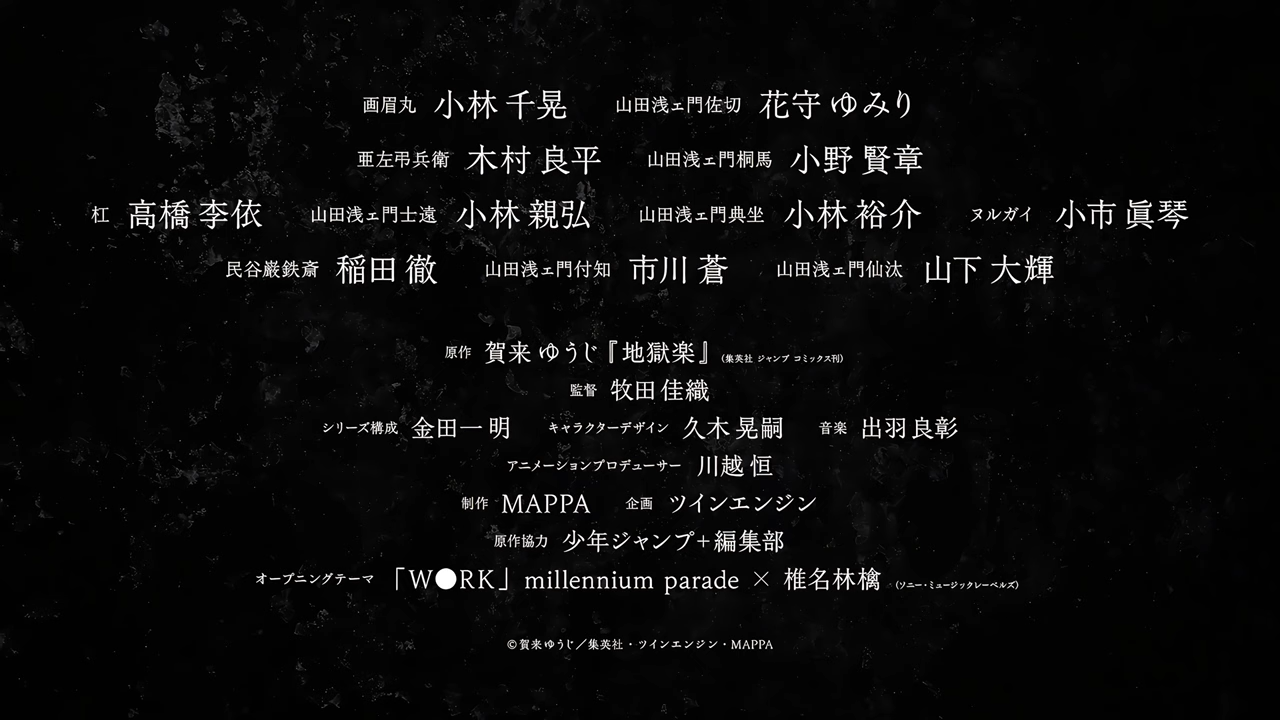 画眉丸 小林 千晃 山田浅ェ門佐切 花守 ゆみり
亜左弔兵衛 木村 良平 山田浅ェ門桐馬 小野 賢章
杠 高橋 李依 山田浅ェ門士遠 小林 親弘 山田浅ェ門典坐 小林 裕介 ヌルガイ 小市 眞琴
民谷巌鉄斎 稲田 徹 山田浅ェ門付知 市川 蒼 山田浅ェ門仙汰 山下 大輝
原作 賀来 ゆうじ『地獄楽』(集英社 ジャンプ コミックス刊)
監督 牧田 佳織
シリーズ構成 金田一 明 キャラクターデザイン 久木 晃嗣 音楽 出羽 良彰
アニメーションプロデューサー 川越 恒
制作 MAPPA 企画 ツインエンジン
原作協力 少年ジャンプ+編集部
オープニングテーマ 「W●RK」 millennium parade × 椎名林檎 (ソニー・ミュージックレーベルズ)
©賀来ゆうじ/集英社・ツインエンジン・MAPPA